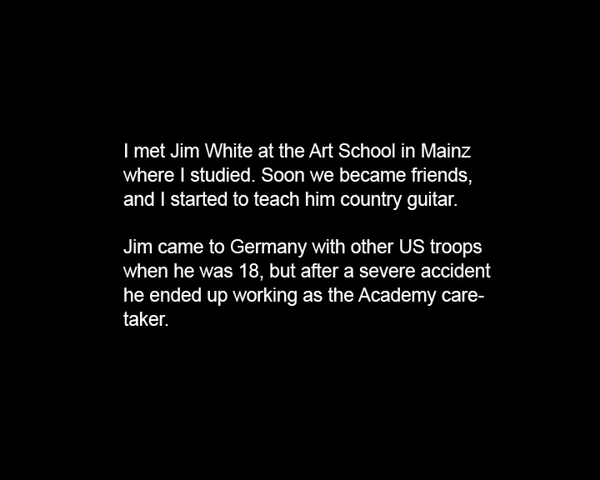 I met Jim White at the Art School in Mainz
where I studied. Soon we became friends,
and I started to teach him country guitar.
Jim came to Germany with other US troops
when he was 18, but after a severe accident
he ended up working as the Academy care-
taker.